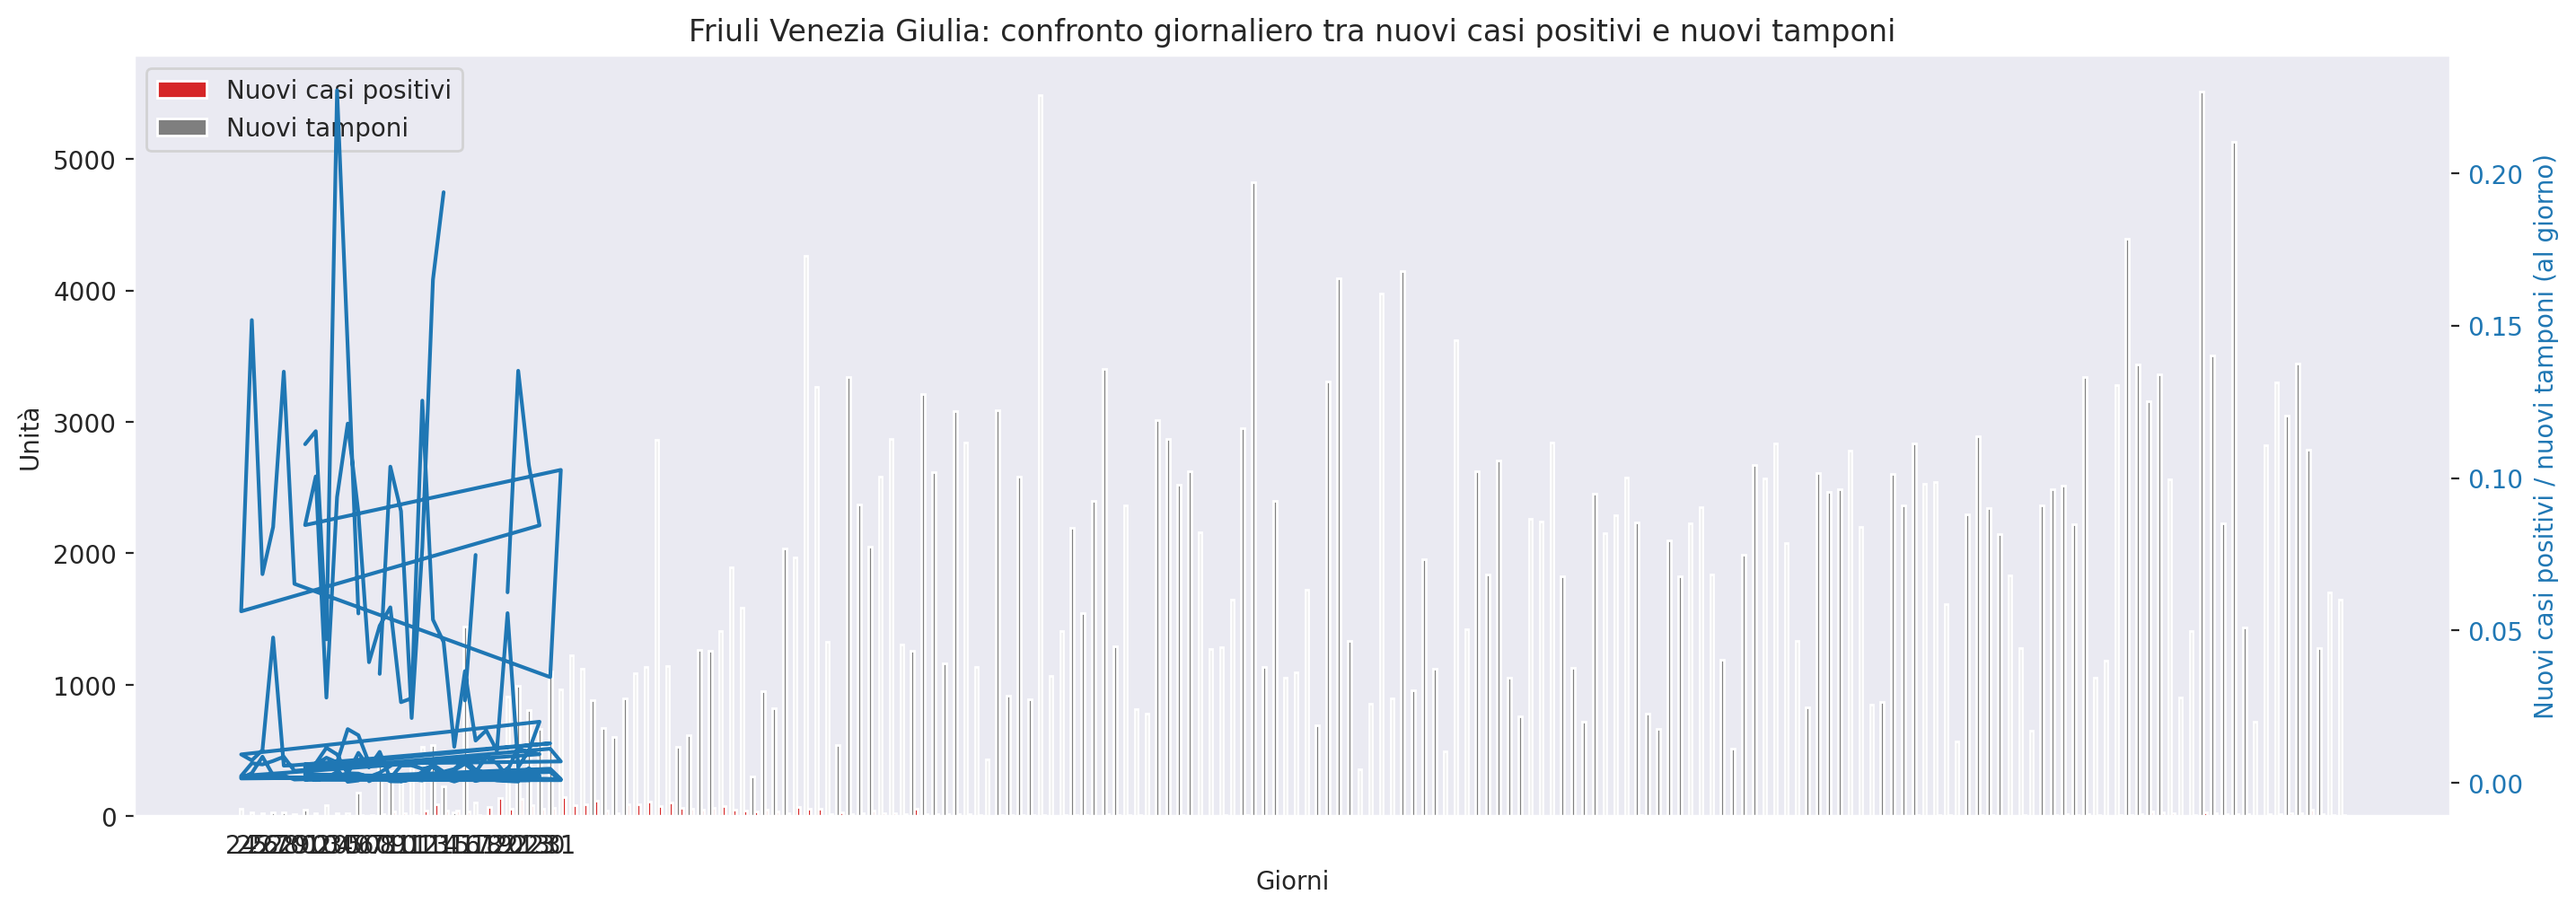 Friuli Venezia Giulia: confronto giornaliero tra nuovi casi positivi e nuovi tamponi
Nuovi casi positivi
Nuovi tamponi
5000
4000
3000
2000
1000
0
Unità
0.20
0.15
0.10
0.05
0.00
Nuovi casi positivi / nuovi tamponi (al giorno)
Giorni